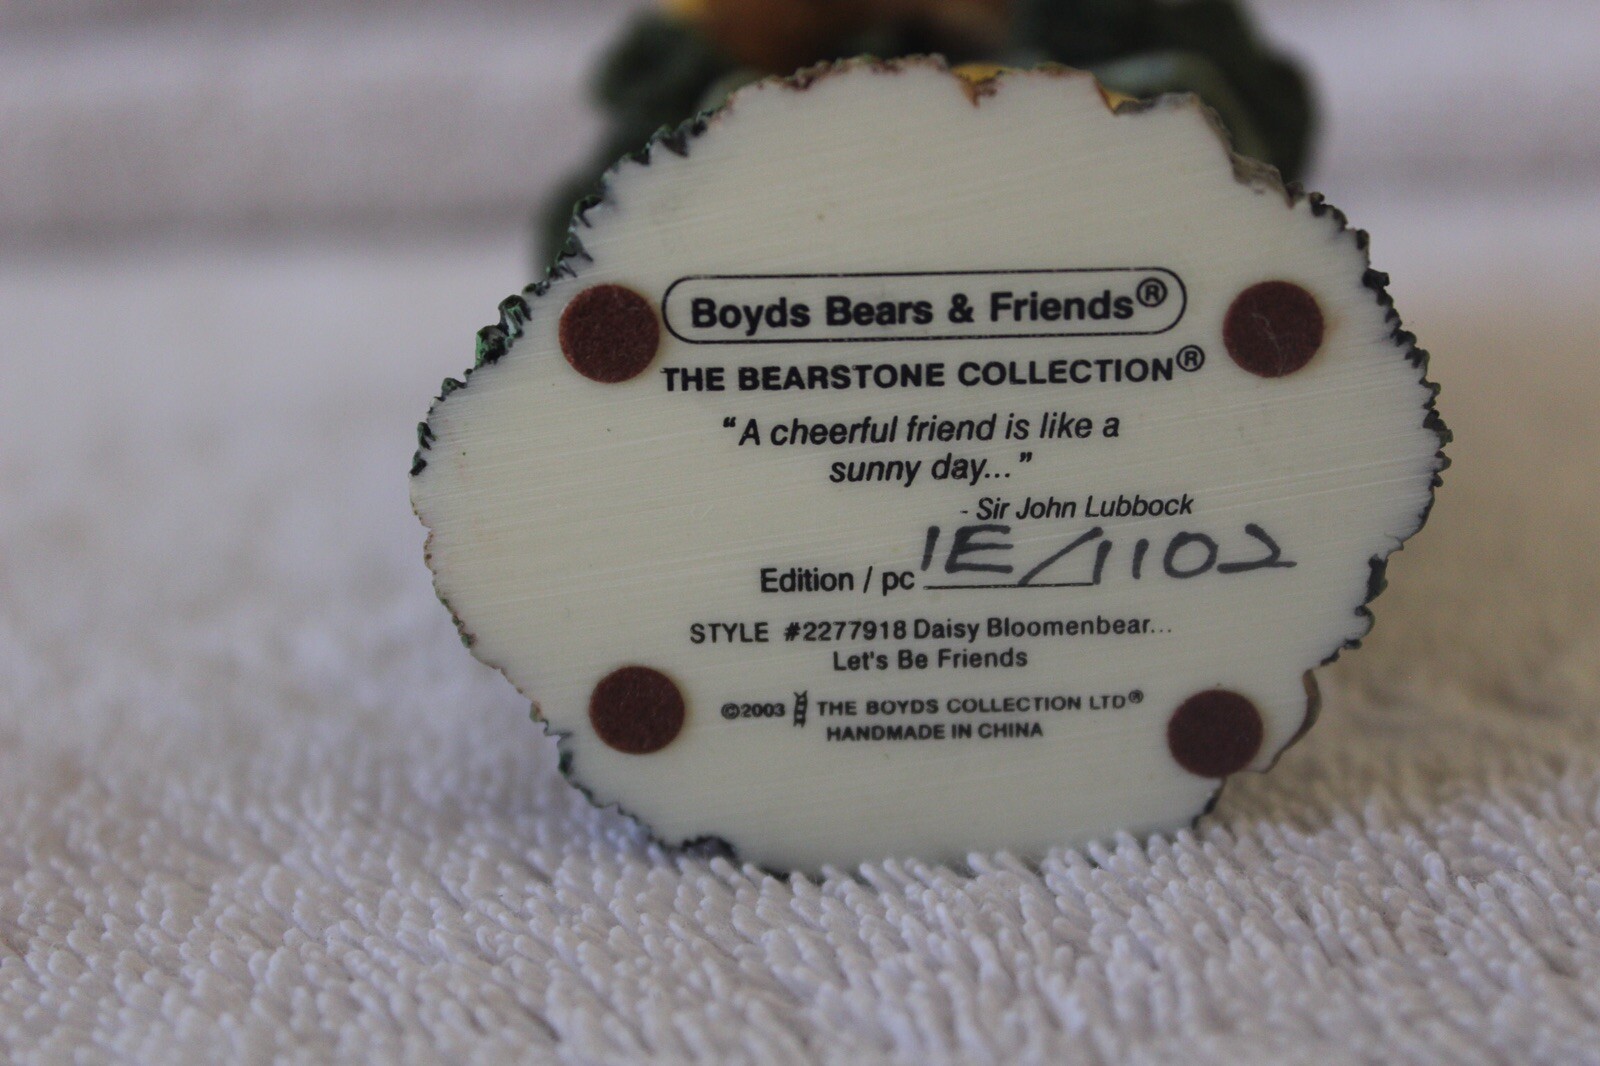 Boyds Bears & Friends®
THE BEARSTONE COLLECTION®
“A cheerful friend is like a
sunny day...”
- Sir John Lubbock
Edition / pc 1E/1102
STYLE #2277918 Daisy Bloomenbear...
Let's Be Friends
©2003 THE BOYDS COLLECTION LTD®
HANDMADE IN CHINA